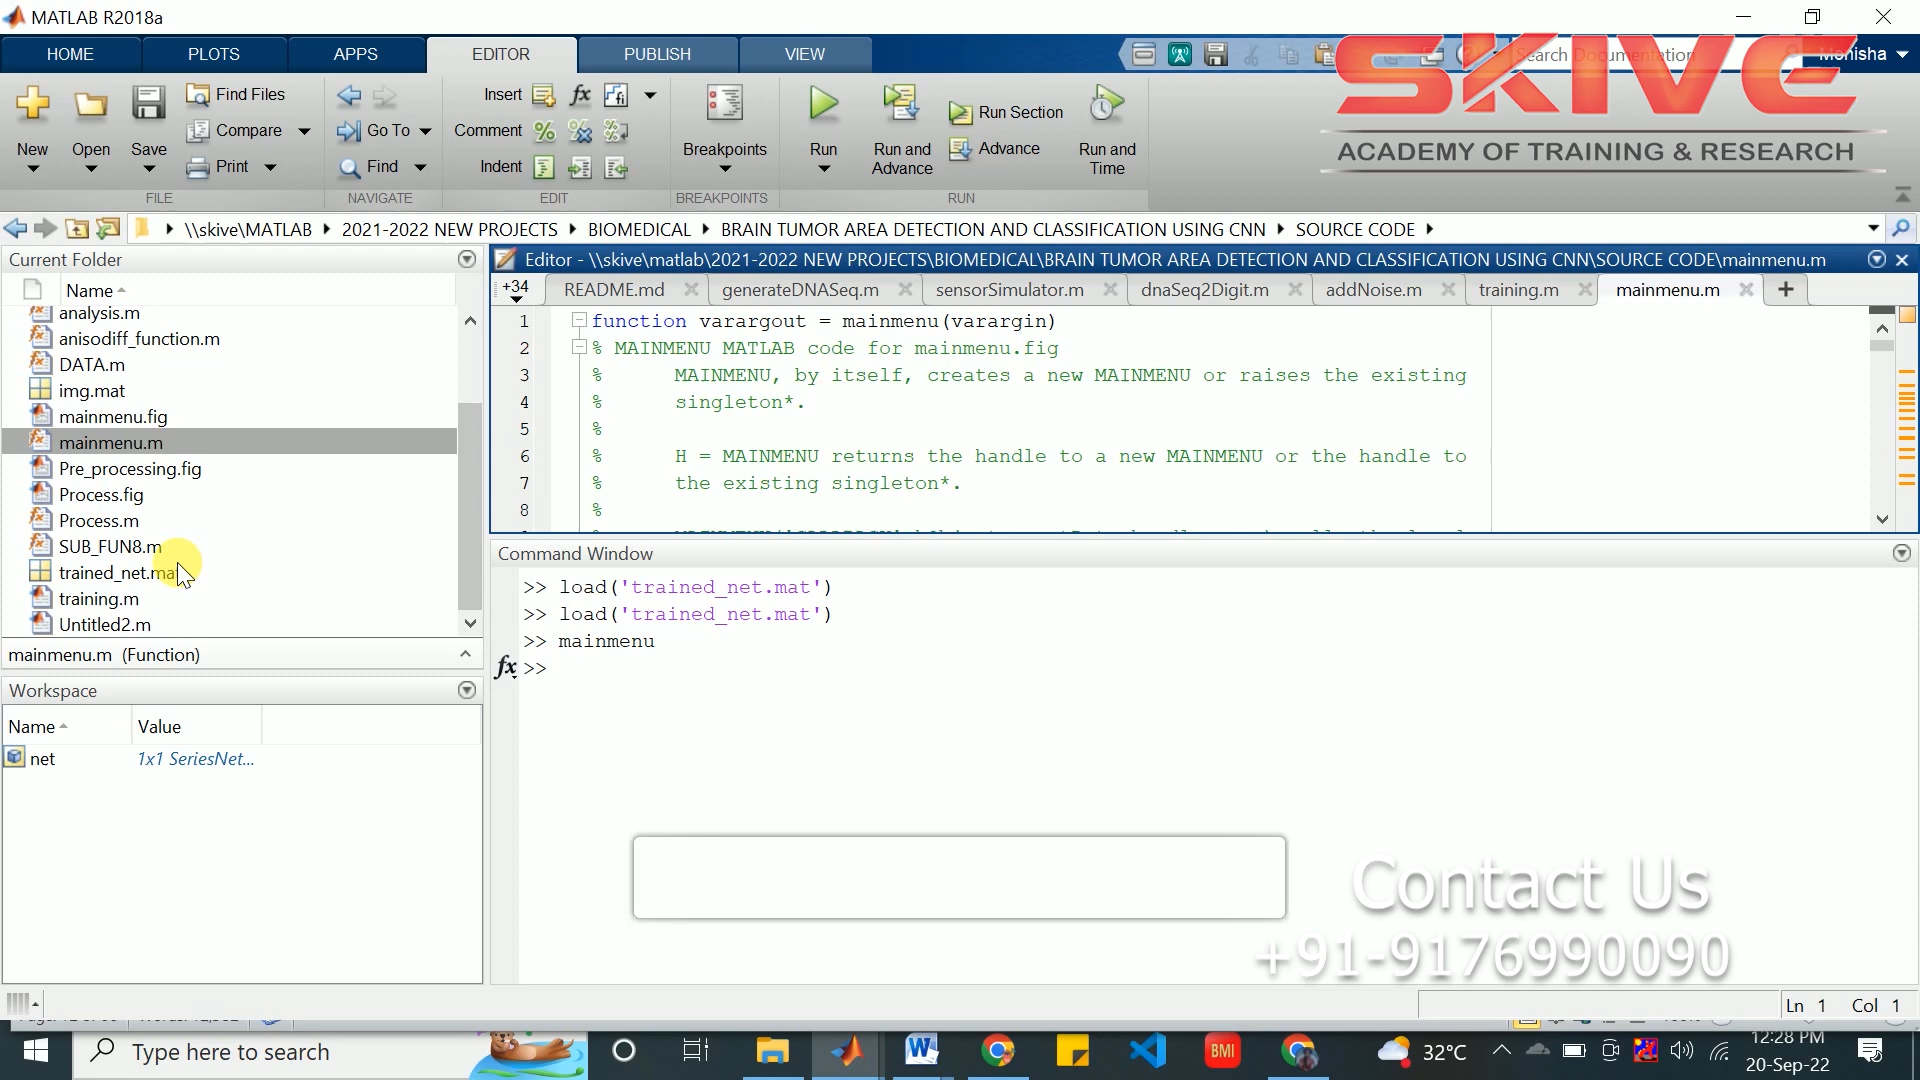 MATLAB R2018a
HOME PLOTS APPS EDITOR PUBLISH VIEW
Search Documentation
Monisha
SKIVE
ACADEMY OF TRAINING & RESEARCH
New Open Save
Find Files
Compare
Print
FILE
Go To
Find
NAVIGATE
Insert fx
Comment
Indent
EDIT
Breakpoints
BREAKPOINTS
Run
Run and Advance
Run Section
Advance
Run and Time
RUN
\\skive\MATLAB 2021-2022 NEW PROJECTS BIOMEDICAL BRAIN TUMOR AREA DETECTION AND CLASSIFICATION USING CNN SOURCE CODE
Current Folder
Name
analysis.m
anisodiff_function.m
DATA.m
img.mat
mainmenu.fig
mainmenu.m
Pre_processing.fig
Process.fig
Process.m
SUB_FUN8.m
training.m
Untitled2.m
mainmenu.m (Function)
Workspace
Name Value
net 1x1 SeriesNet...
Editor - \\skive\matlab\2021-2022 NEW PROJECTS\BIOMEDICAL\BRAIN TUMOR AREA DETECTION AND CLASSIFICATION USING CNN\SOURCE CODE\mainmenu.m
+34 README.md generateDNASeq.m sensorSimulator.m dnaSeq2Digit.m addNoise.m training.m mainmenu.m
1 function varargout = mainmenu(varargin)
2 % MAINMENU MATLAB code for mainmenu.fig
3 % MAINMENU, by itself, creates a new MAINMENU or raises the existing
4 % singleton*.
5 %
6 % H = MAINMENU returns the handle to a new MAINMENU or the handle to
7 % the existing singleton*.
8 %
Command Window
>> load('trained_net.mat')
>> load('trained_net.mat')
>> mainmenu
fx >>
Contact Us
+91-9176990090
Ln 1 Col 1
Type here to search
BMI
32°C
12:28 PM
20-Sep-22